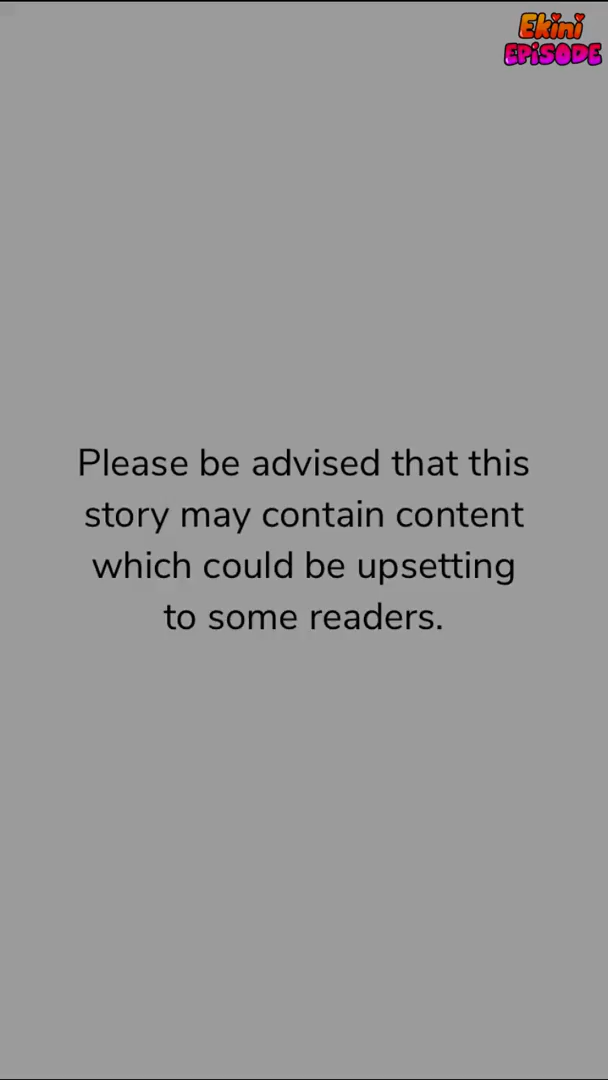 Ekini
EPISODE
Please be advised that this
story may contain content
which could be upsetting
to some readers.